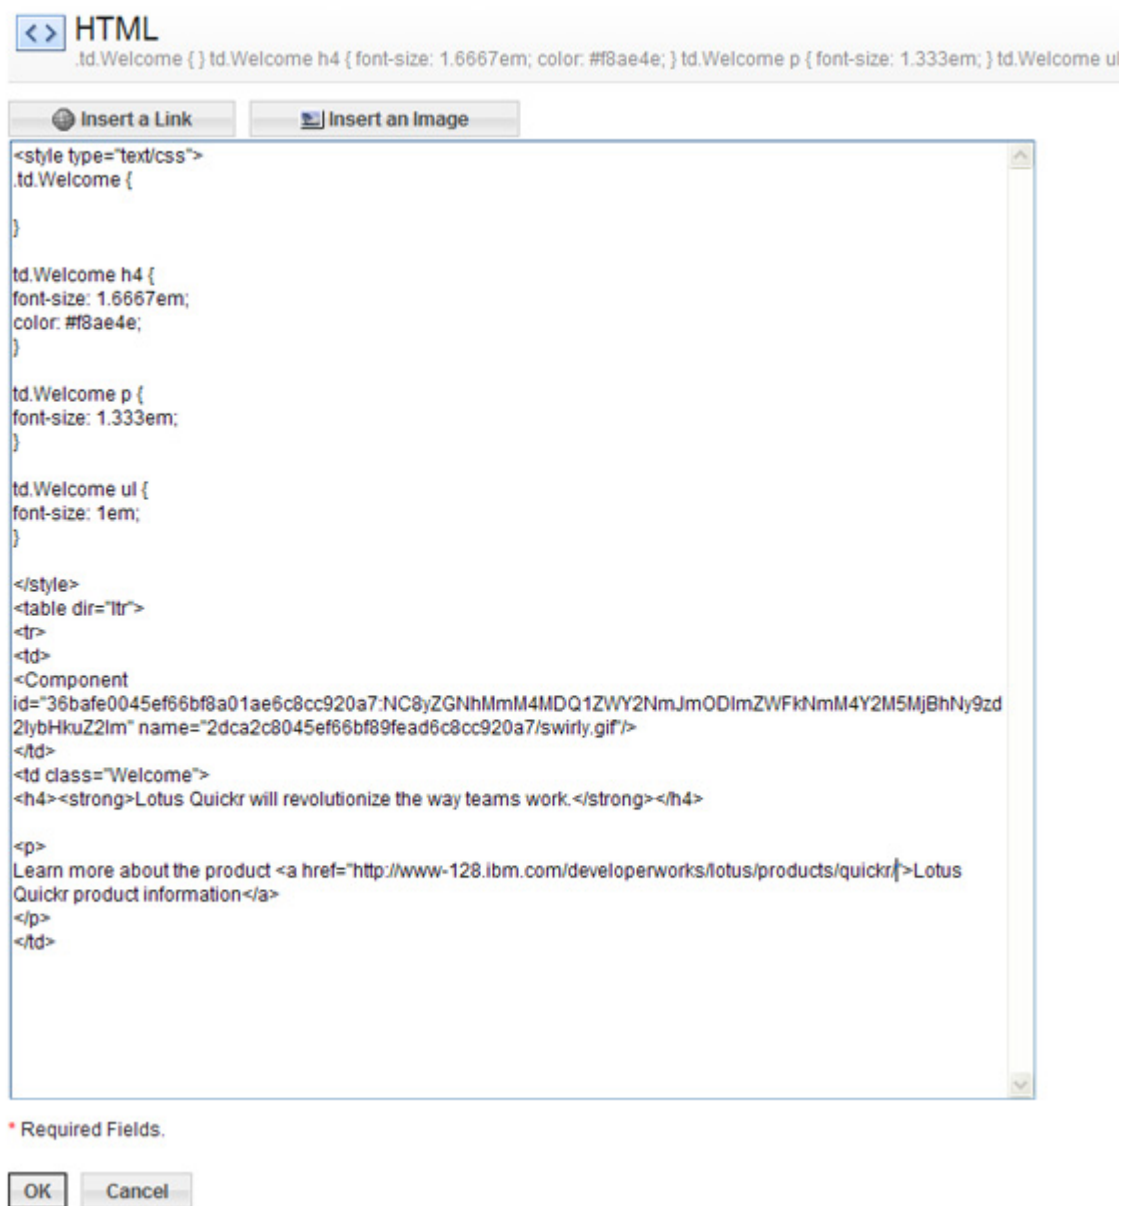 HTML
.td.Welcome { } td.Welcome h4 { font-size: 1.6667em; color: #f8ae4e; } td.Welcome p { font-size: 1.333em; } td.Welcome ul
Insert a Link
Insert an Image
<style type="text/css">
.td.Welcome {
}
td.Welcome h4 {
font-size: 1.6667em;
color: #f8ae4e;
}
td.Welcome p {
font-size: 1.333em;
}
td.Welcome ul {
font-size: 1em;
}
</style>
<table dir="ltr">
<tr>
<td>
<Component
id="36bafe0045ef66bf8a01ae6c8cc920a7:NC8yZGNhMmM4MDQ1ZWY2NmJmODlmZWFkNmM4Y2M5MjBhNy9zd
2lybHkuZ2lm" name="2dca2c8045ef66bf89fead6c8cc920a7/swirly.gif"/>
</td>
<td class="Welcome">
<h4><strong>Lotus Quickr will revolutionize the way teams work.</strong></h4>
<p>
Learn more about the product <a href="http://www-128.ibm.com/developerworks/lotus/products/quickr/">Lotus
Quickr product information</a>
</p>
</td>
* Required Fields.
OK
Cancel